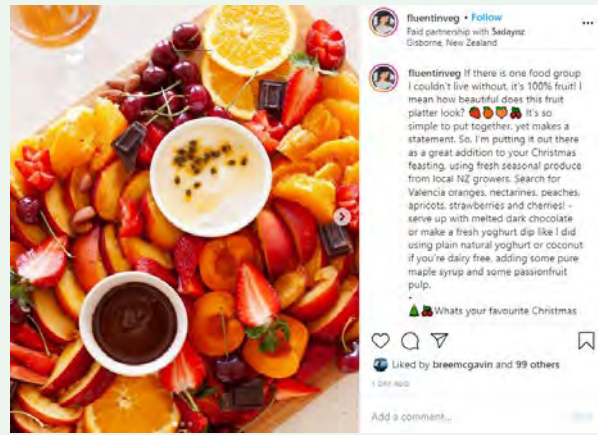 fluentinveg • Follow
Paid partnership with 5adaynz
Gisborne, New Zealand
fluentinveg If there is one food group
I couldn't live without, it's 100% fruit! I
mean how beautiful does this fruit
platter look? 🍓🍊🍑🍒 It's so
simple to put together, yet makes a
statement. So, I'm putting it out there
as a great addition to your Christmas
feasting, using fresh seasonal produce
from local NZ growers. Search for
Valencia oranges, nectarines, peaches,
apricots, strawberries and cherries! -
serve up with melted dark chocolate
or make a fresh yoghurt dip like I did
using plain natural yoghurt or coconut
if you're dairy free, adding some pure
maple syrup and some passionfruit
pulp.
•
🎄🍒Whats your favourite Christmas
Liked by breemcgavin and 99 others
1 DAY AGO
Add a comment...